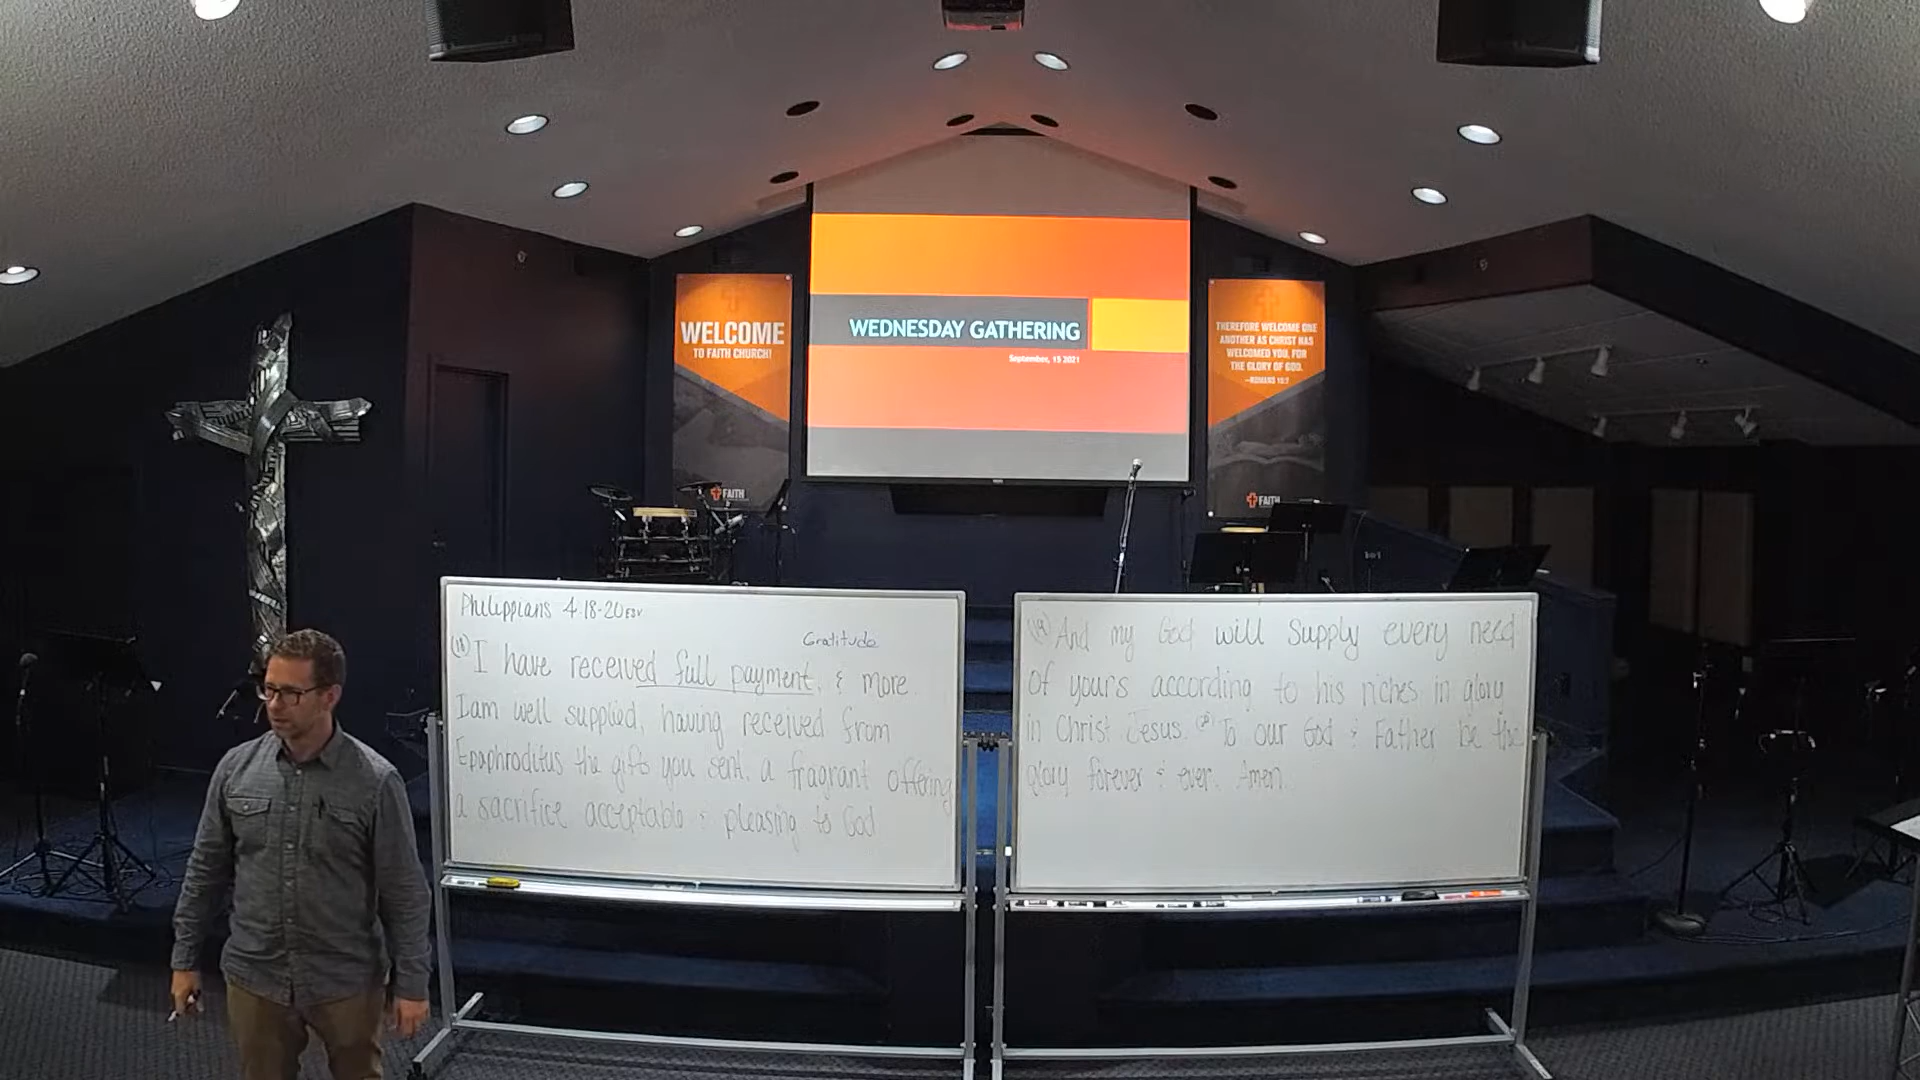 WEDNESDAY GATHERING
September, 15 2021
WELCOME
TO FAITH CHURCH!
FAITH
THEREFORE WELCOME ONE
ANOTHER AS CHRIST HAS
WELCOMED YOU, FOR
THE GLORY OF GOD.
—ROMANS 15:7
FAITH
Philippians 4:18-20 ESV
Gratitude
(18) I have received full payment, & more.
I am well supplied, having received from
Epaphroditus the gifts you sent, a fragrant offering
a sacrifice acceptable & pleasing to God
(19) And my God will supply every need
of yours according to his riches in glory
in Christ Jesus. (20) To our God & Father be the
glory forever & ever. Amen.